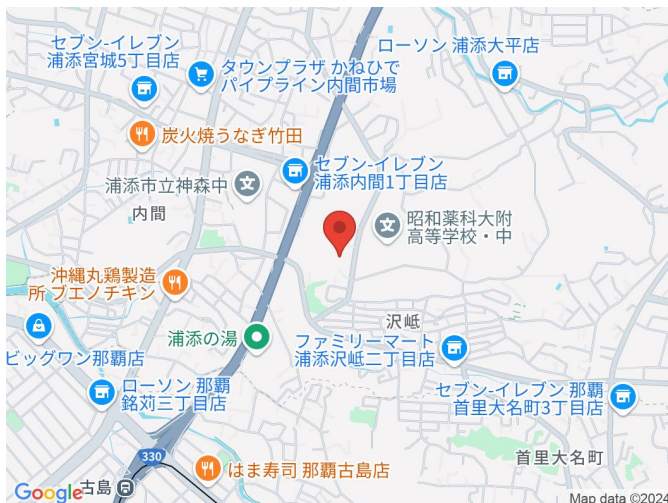 セブン-イレブン
浦添宮城5丁目店
タウンプラザ かねひで
パイプライン内間市場
ローソン 浦添大平店
炭火焼うなぎ竹田
セブン-イレブン
浦添内間1丁目店
浦添市立神森中
内間
昭和薬科大附
高等学校・中
沖縄丸鶏製造
所 ブエノチキン
沢岻
浦添の湯
ファミリーマート
浦添沢岻二丁目店
ビッグワン那覇店
ローソン 那覇
銘苅三丁目店
セブン-イレブン 那覇
首里大名町3丁目店
330
はま寿司 那覇古島店
首里大名町
古島
Google
Map data ©2024